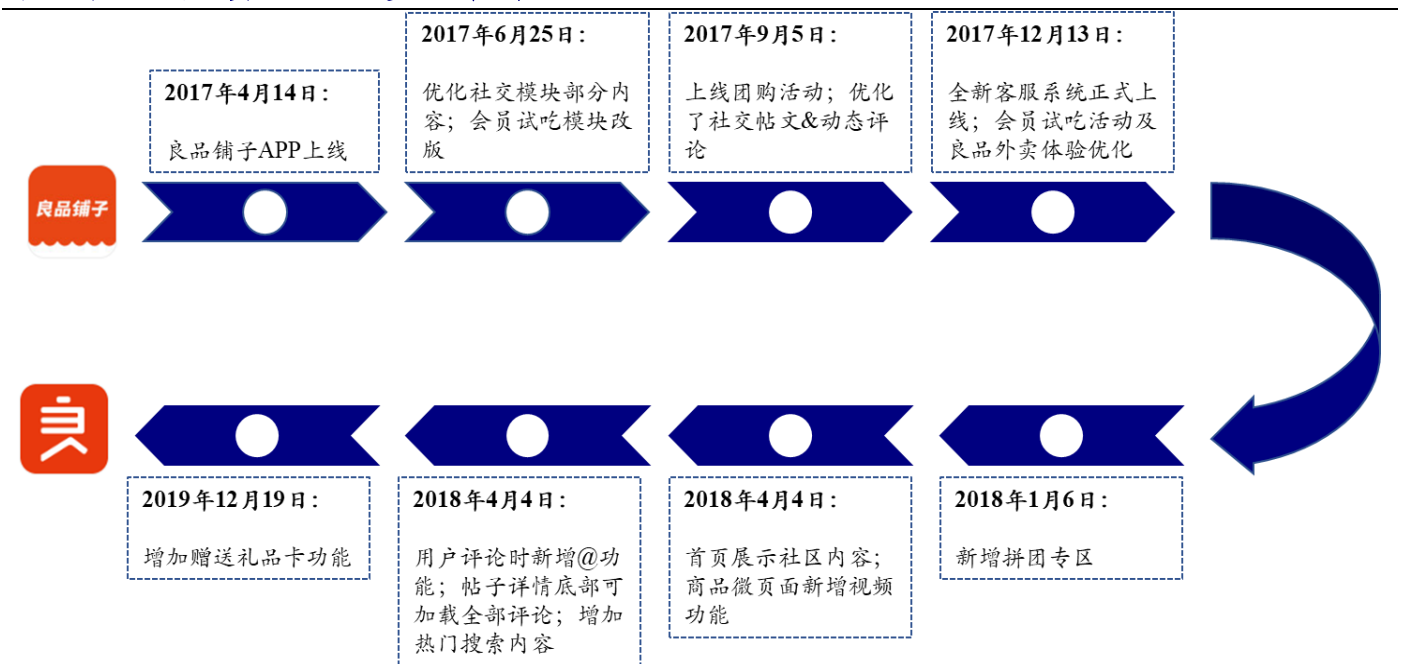 2017年4月14日：
良品铺子APP上线
2017年6月25日：
优化社交模块部分内
容；会员试吃模块改
版
2017年9月5日：
上线团购活动；优化
了社交帖文&动态评
论
2017年12月13日：
全新客服系统正式上
线；会员试吃活动及
良品外卖体验优化
良品铺子
2018年1月6日：
新增拼团专区
2018年4月4日：
首页展示社区内容；
商品微页面新增视频
功能
2018年4月4日：
用户评论时新增@功
能；帖子详情底部可
加载全部评论；增加
热门搜索内容
2019年12月19日：
增加赠送礼品卡功能